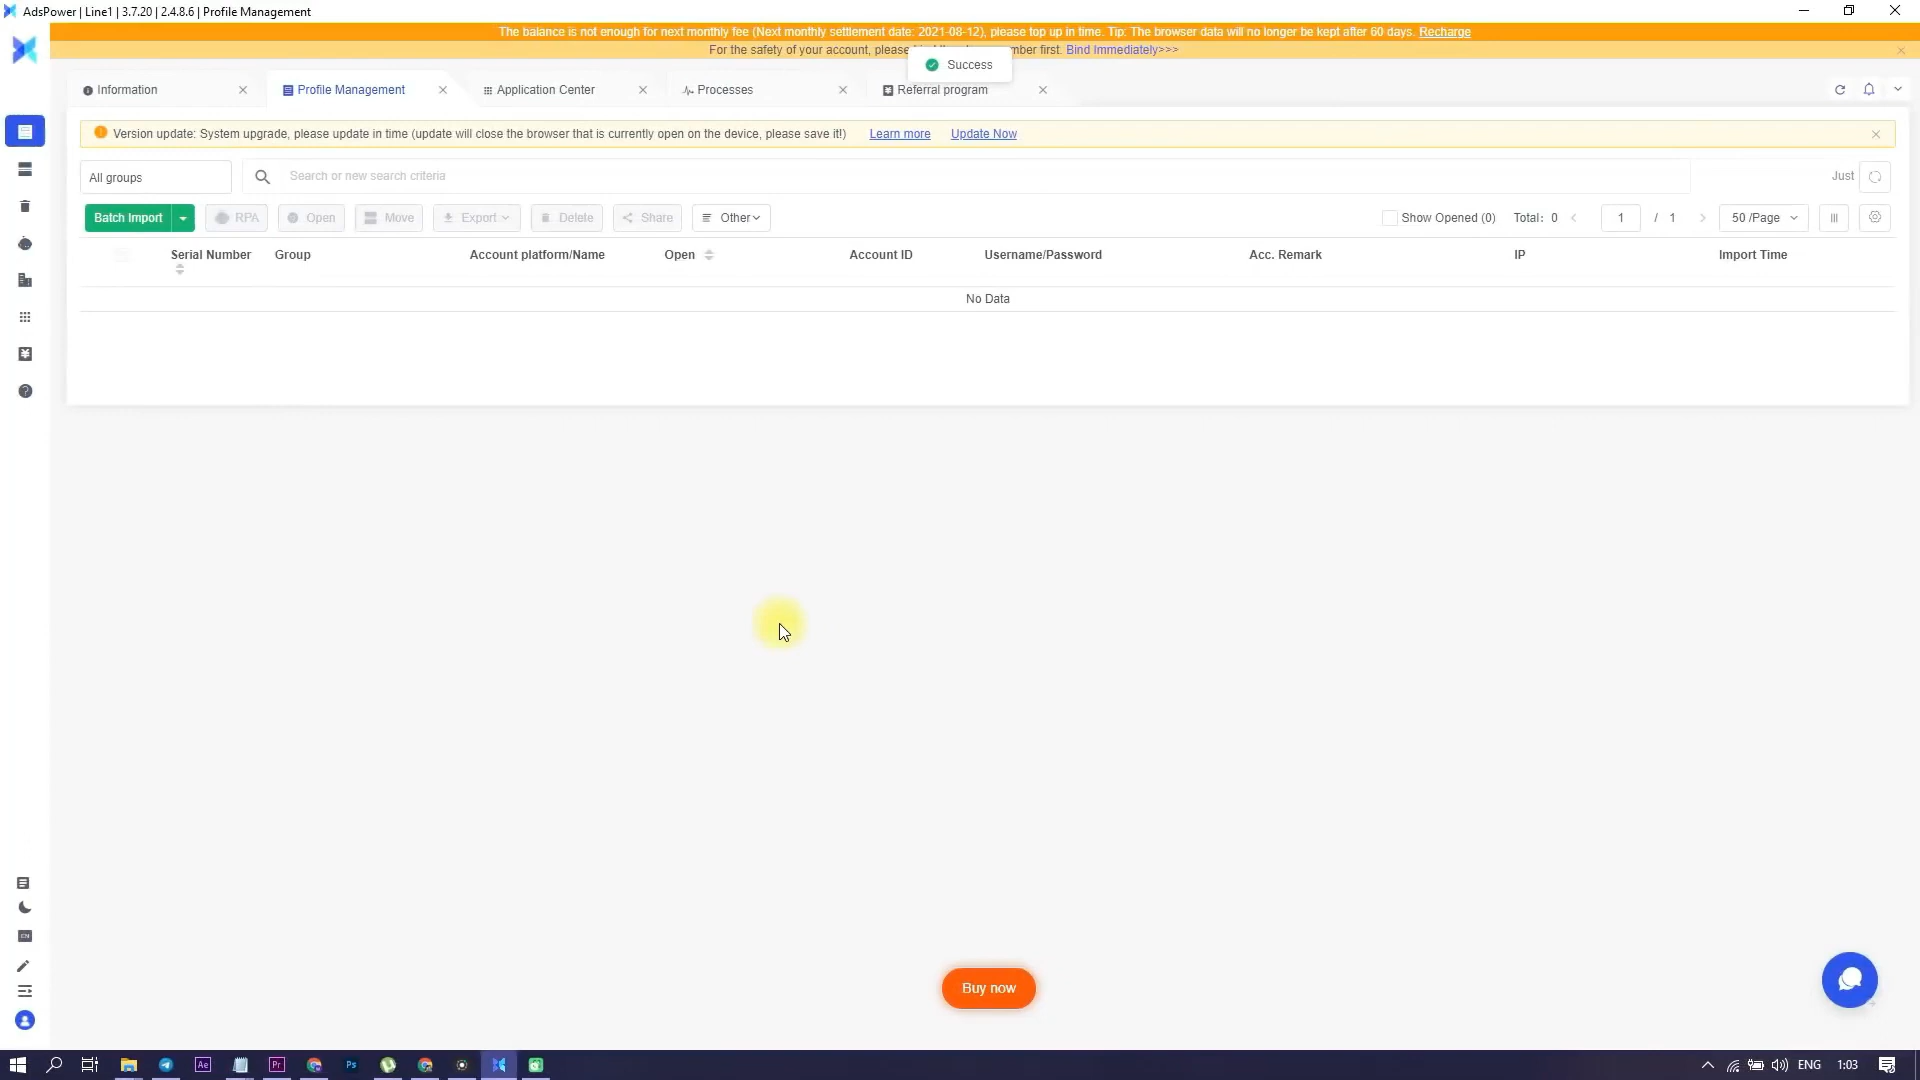 AdsPower | Line1 | 3.7.20 | 2.4.8.6 | Profile Management
The balance is not enough for next monthly fee (Next monthly settlement date: 2021-08-12), please top up in time. Tip: The browser data will no longer be kept after 60 days. Recharge
For the safety of your account, please mber first. Bind Immediately>>>
Success
Information
Profile Management
Application Center
Processes
Referral program
Version update: System upgrade, please update in time (update will close the browser that is currently open on the device, please save it!) Learn more Update Now
All groups
Search or new search criteria
Just
Batch Import
RPA
Open
Move
Export
Delete
Share
Other
Show Opened (0)
Total: 0
1 / 1
50 /Page
Serial Number
Group
Account platform/Name
Open
Account ID
Username/Password
Acc. Remark
IP
Import Time
No Data
CN
Buy now
Ae
Pr
Ps
ENG
1:03